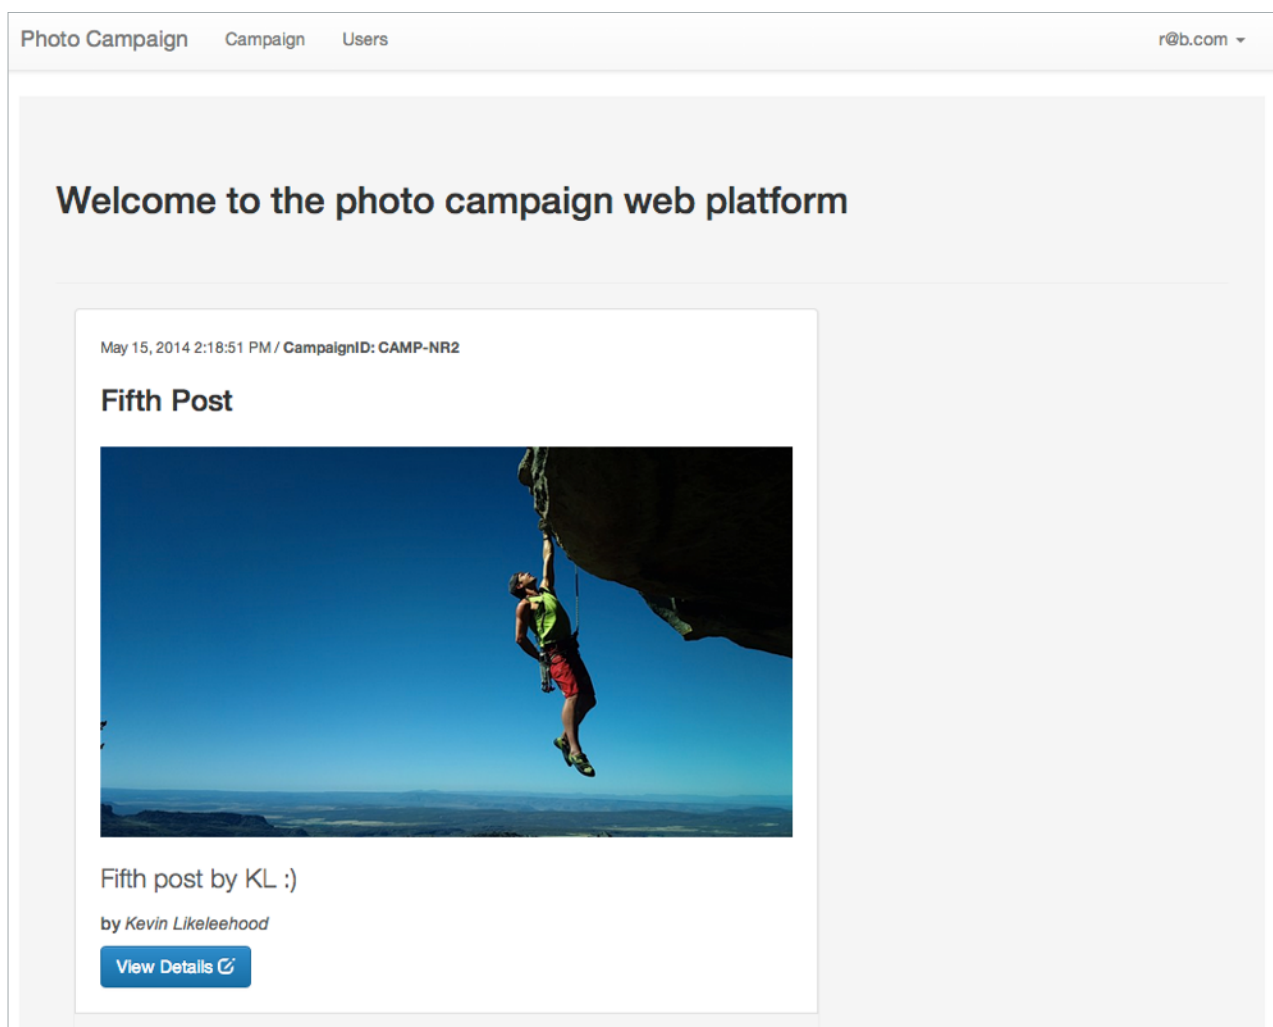 Photo Campaign Campaign Users r@b.com
Welcome to the photo campaign web platform
May 15, 2014 2:18:51 PM / CampaignID: CAMP-NR2
Fifth Post
Fifth post by KL :)
by Kevin Likeleehood
View Details